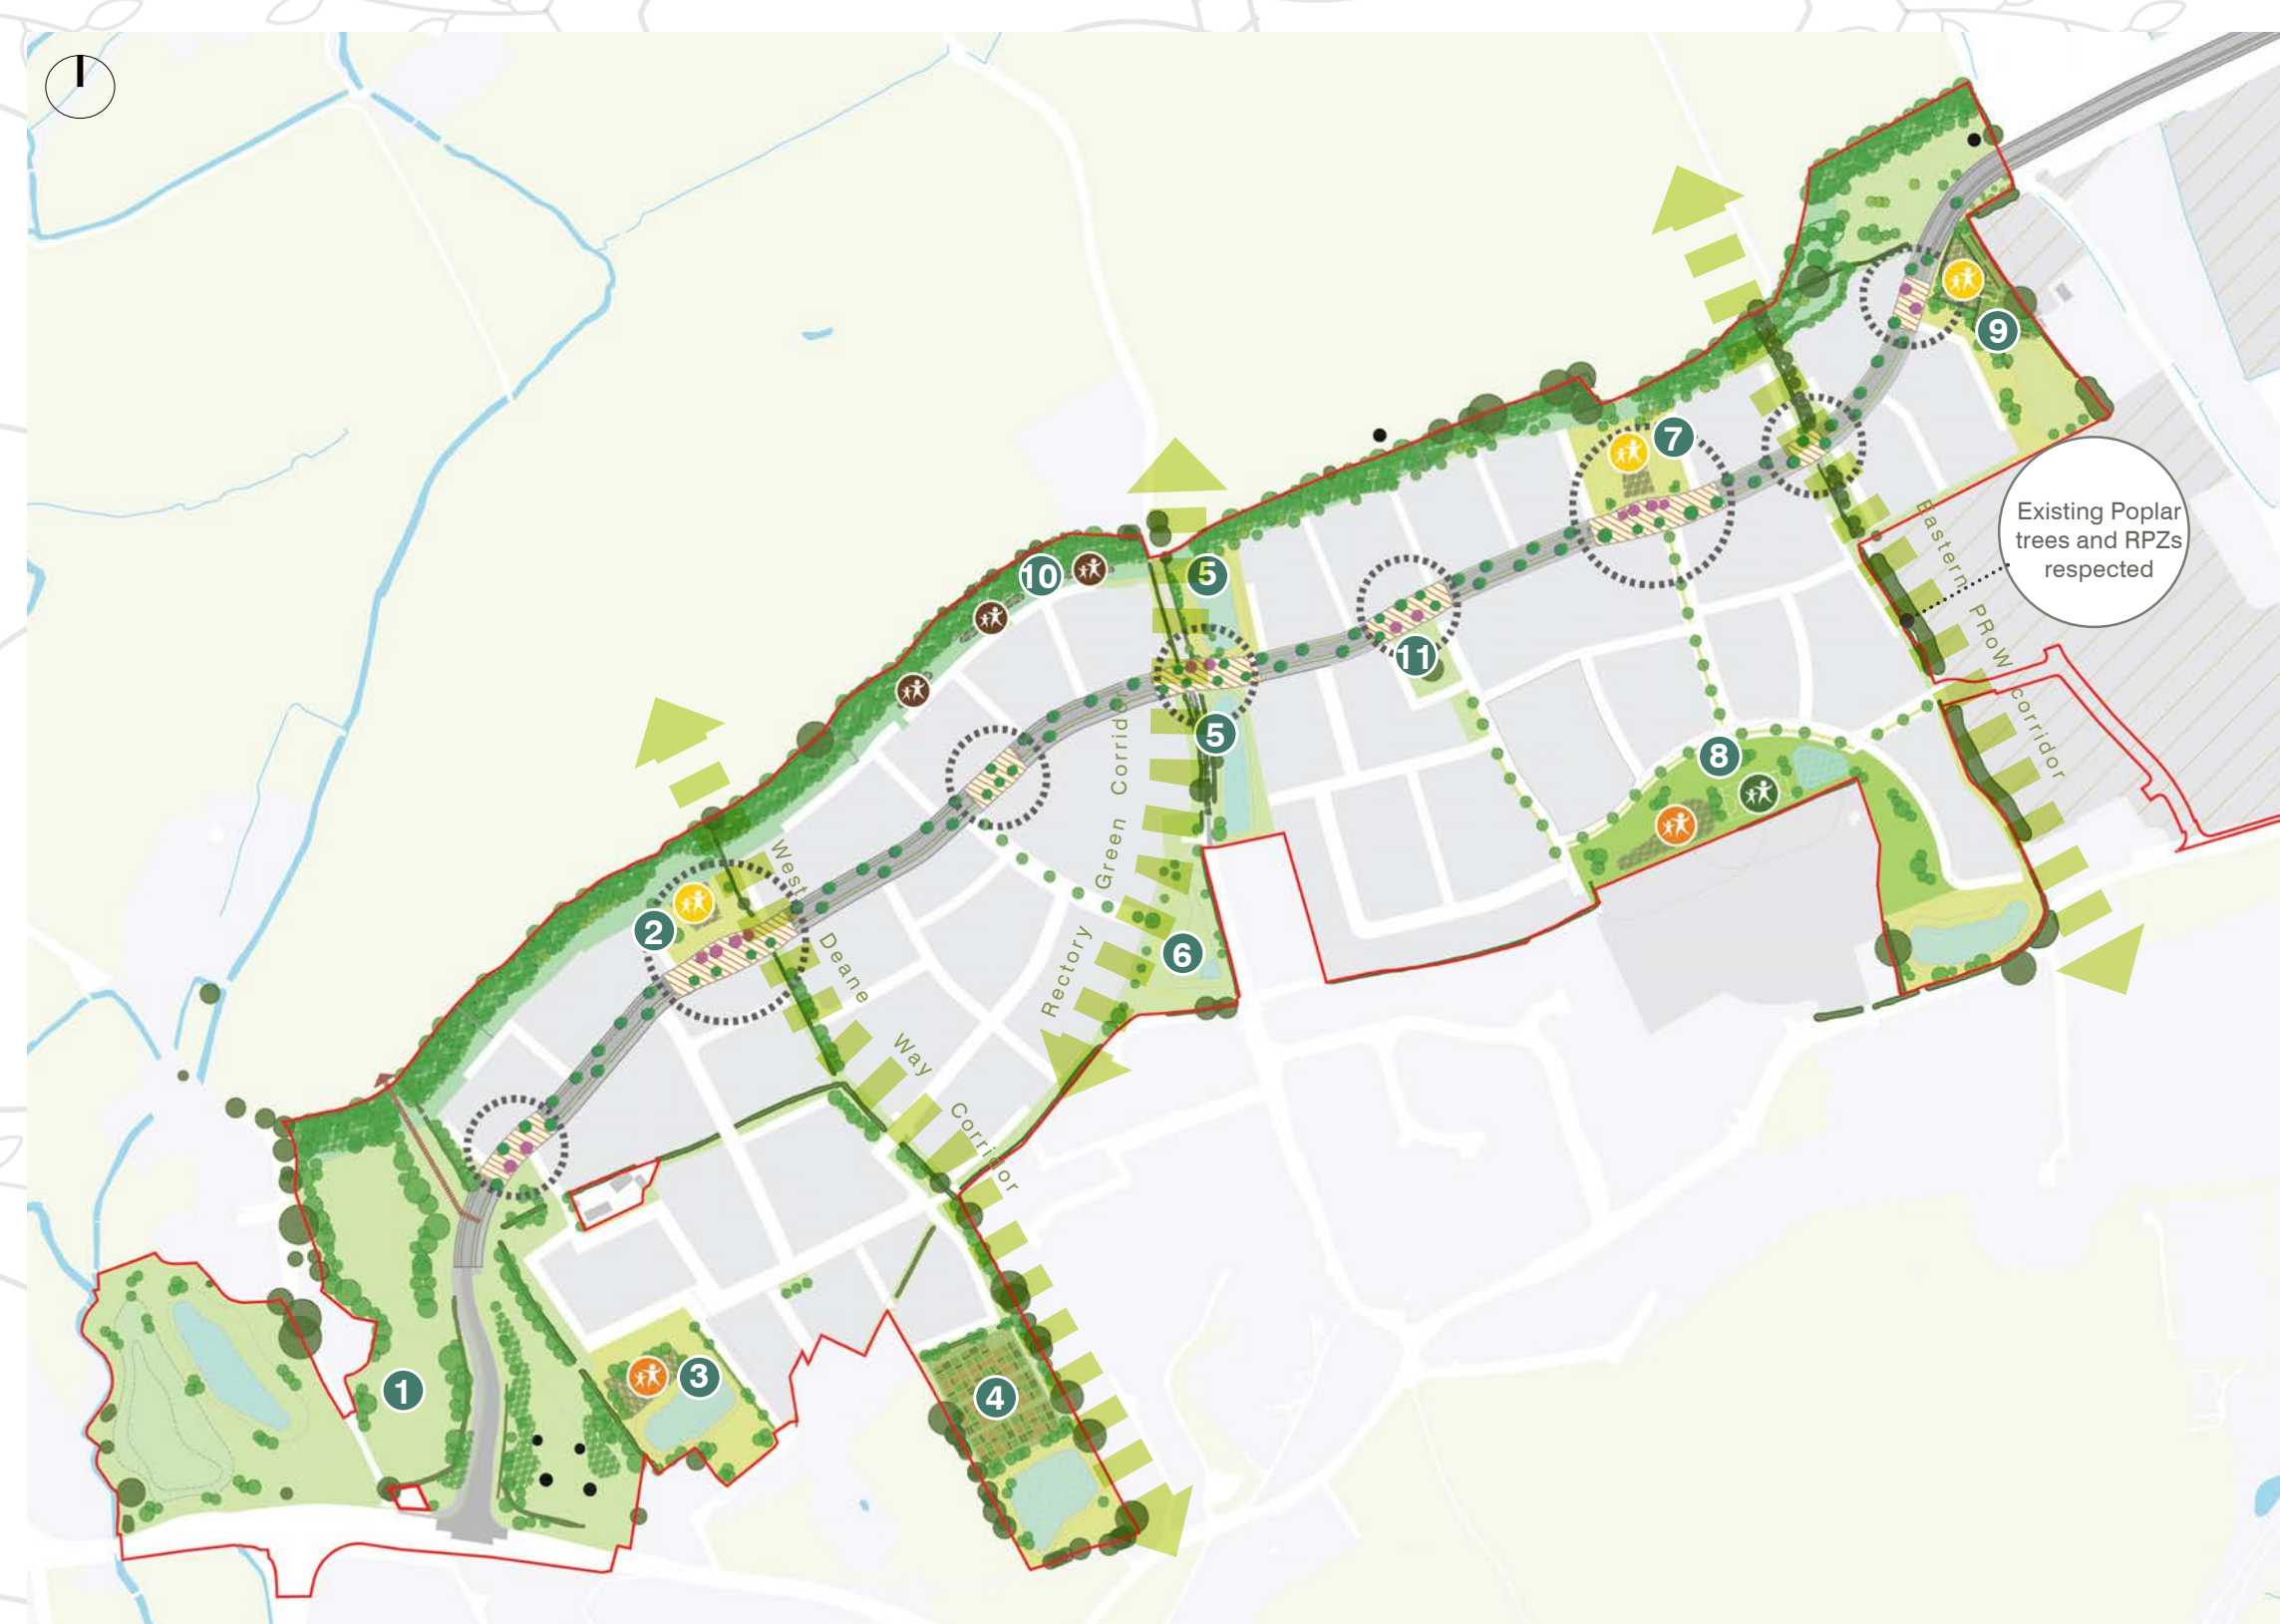 9
7
Existing Poplar
trees and RPZs
respected
10
5
11
Eastern PRoW corridor
5
8
Rectory Green Corridor
2
6
West Deane Way Corridor
1
3
4